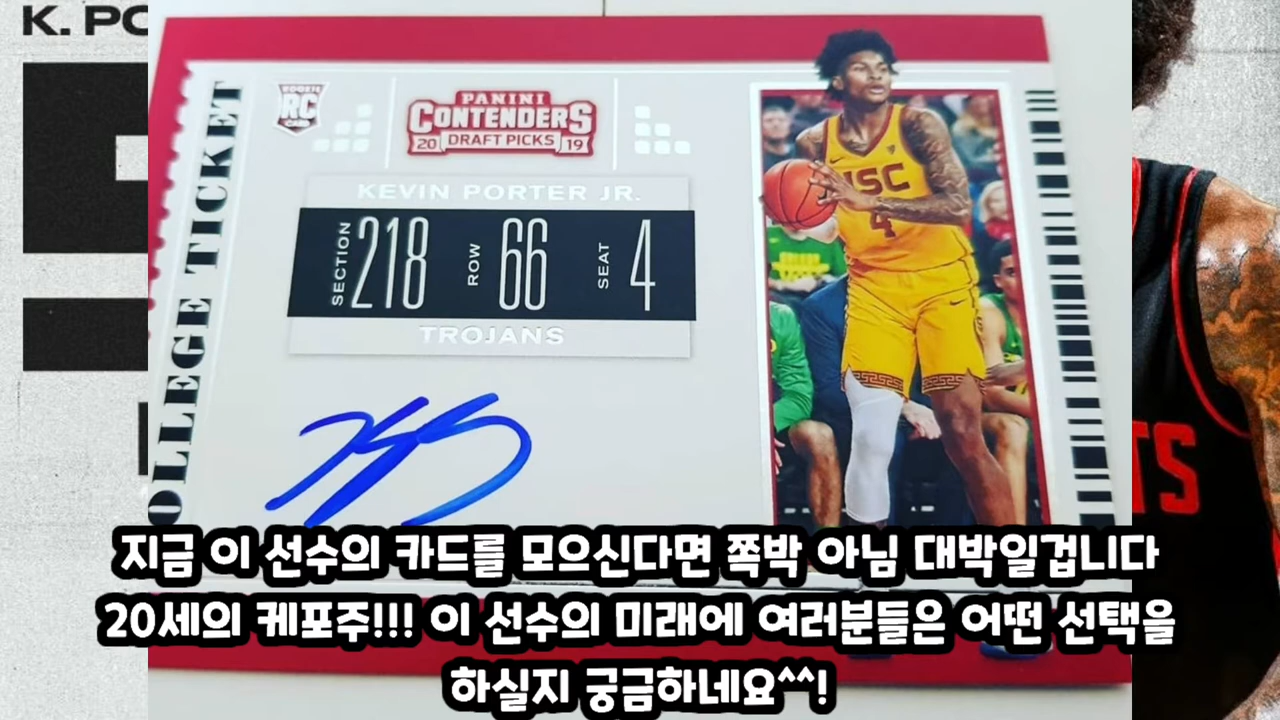 K. PO
COLLEGE TICKET
ROOKIE
RC
CARD
PANINI
CONTENDERS
20 DRAFT PICKS 19
KEVIN PORTER JR.
SECTION 218 ROW 66 SEAT 4
TROJANS
USC
4
TS
지금 이 선수의 카드를 모으신다면 쪽박 아님 대박일겁니다
20세의 케포주!!! 이 선수의 미래에 여러분들은 어떤 선택을
하실지 궁금하네요^^!